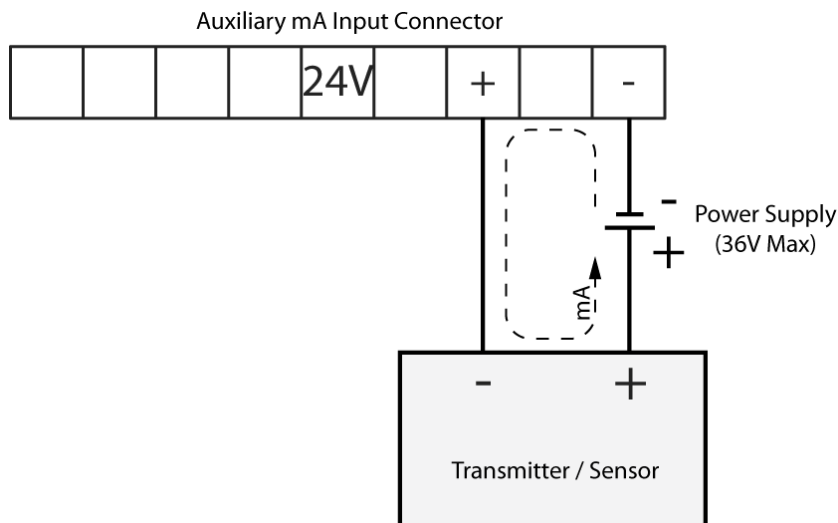 Auxiliary mA Input Connector
24V + -
-
Power Supply
+
(36V Max)
mA
- +
Transmitter / Sensor